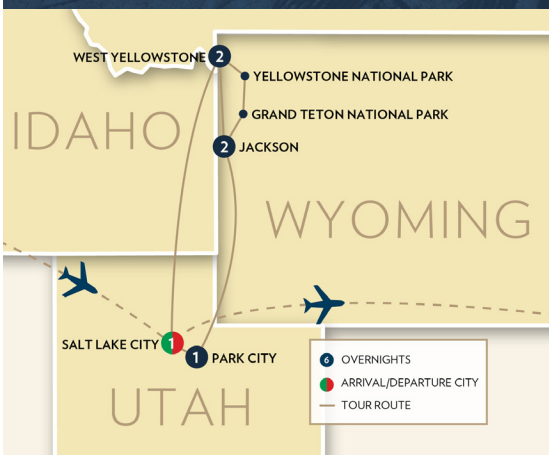 WEST YELLOWSTONE
2
YELLOWSTONE NATIONAL PARK
GRAND TETON NATIONAL PARK
IDAHO
2 JACKSON
WYOMING
SALT LAKE CITY 1
1 PARK CITY
6 OVERNIGHTS
ARRIVAL/DEPARTURE CITY
TOUR ROUTE
UTAH